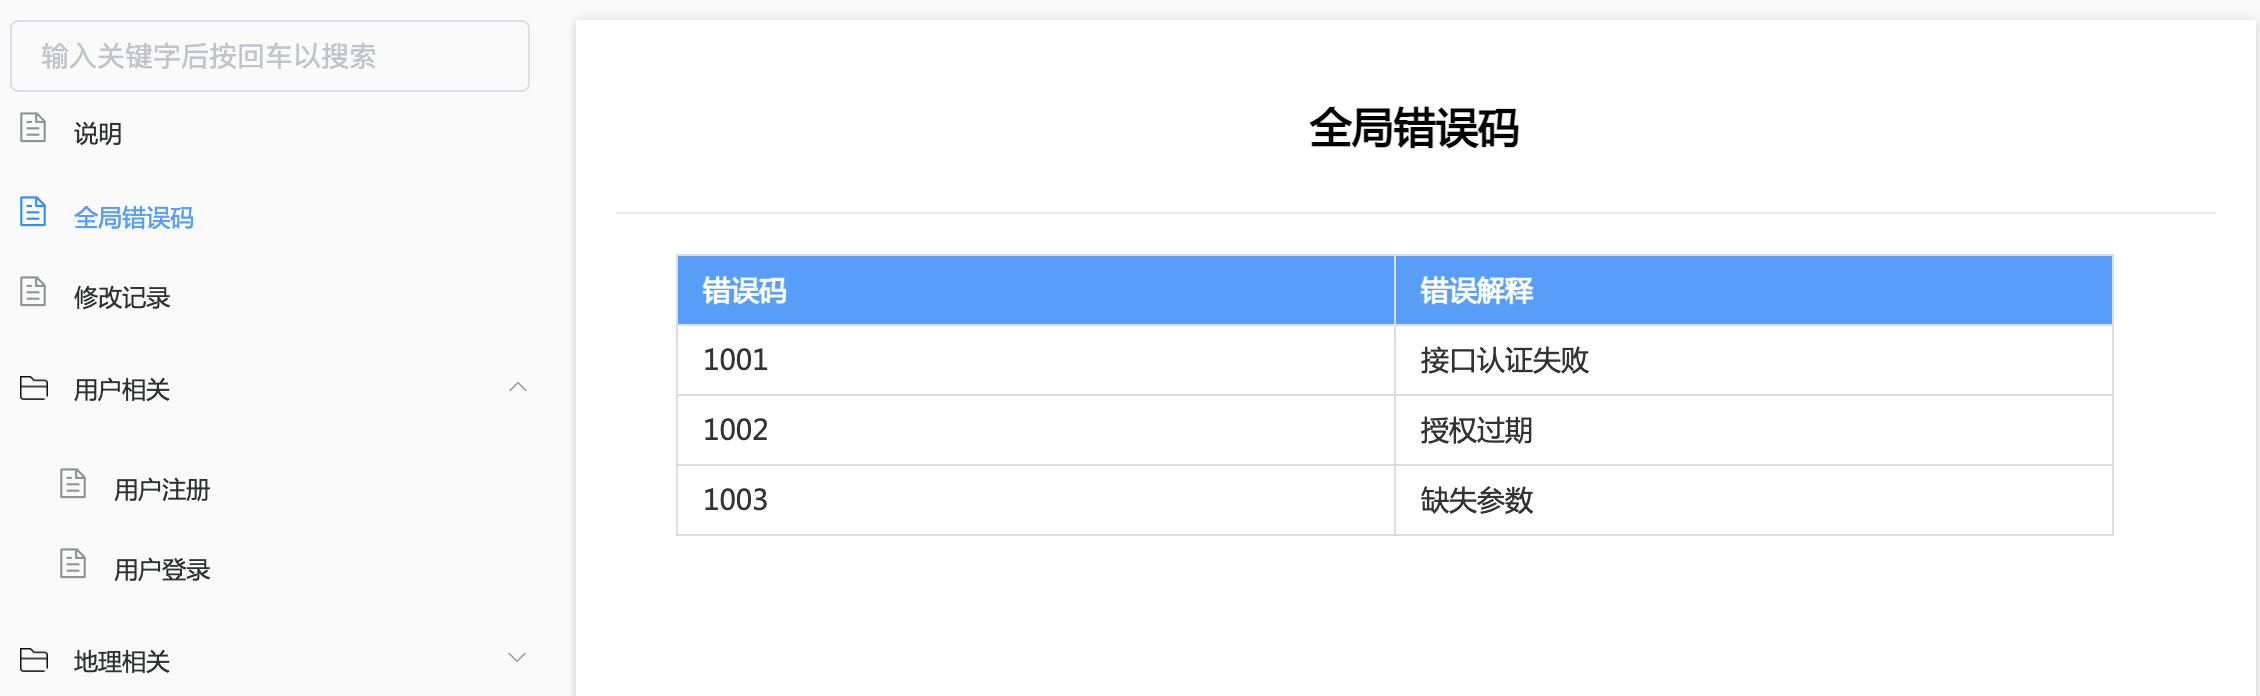 输入关键字后按回车以搜索
说明
全局错误码
修改记录
用户相关
用户注册
用户登录
地理相关
全局错误码
错误码 错误解释
1001 接口认证失败
1002 授权过期
1003 缺失参数